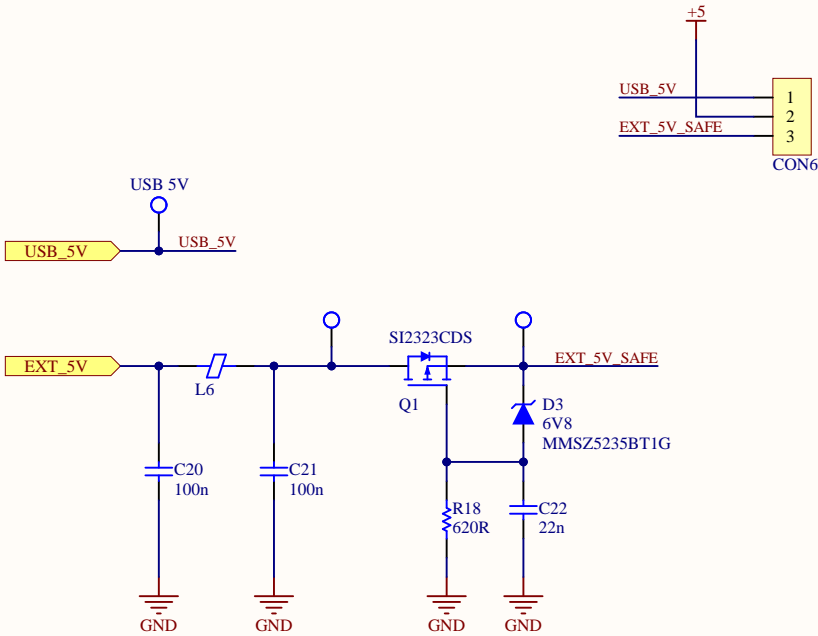 +5
USB_5V
1
2
EXT_5V_SAFE
3
CON6
USB 5V
USB_5V
USB_5V
SI2323CDS
EXT_5V
EXT_5V_SAFE
L6
Q1
D3
6V8
MMSZ5235BT1G
C20
100n
C21
100n
R18
620R
C22
22n
GND
GND
GND
GND